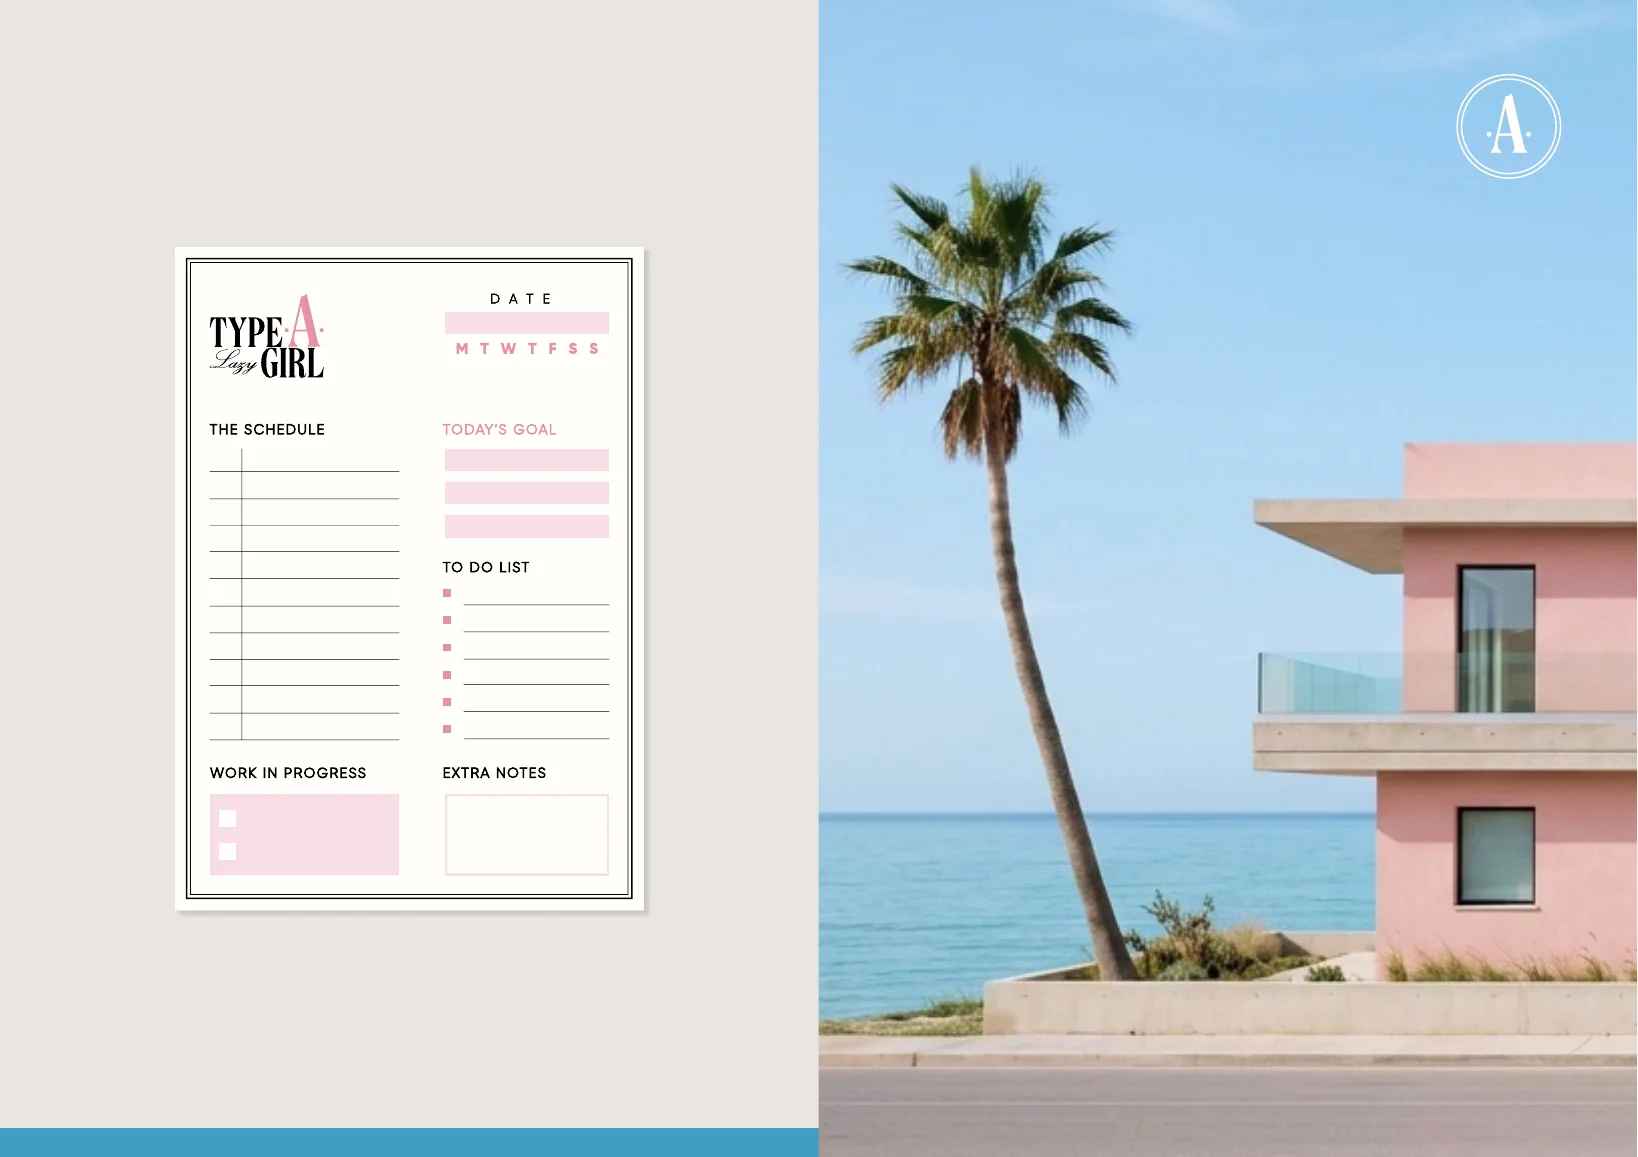 TYPE·A·
Lazy GIRL
DATE
M T W T F S S
THE SCHEDULE
TODAY'S GOAL
TO DO LIST
WORK IN PROGRESS
EXTRA NOTES
·A·